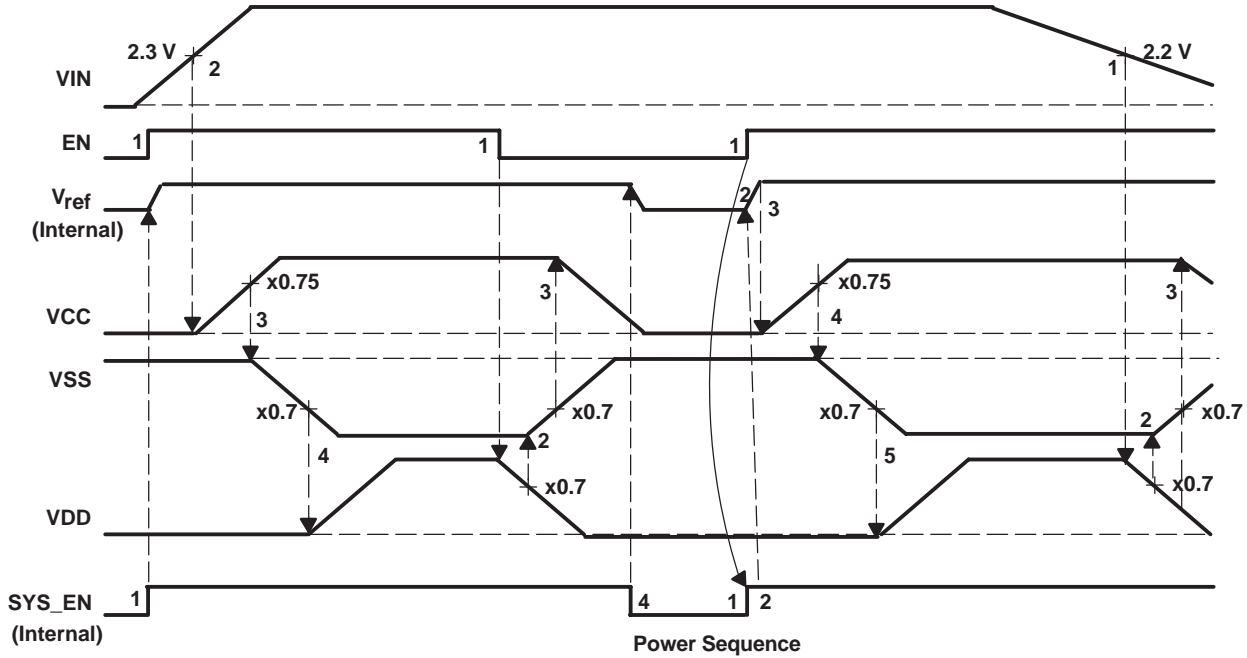 2.3 V
2
1
2.2 V
VIN
EN
1
1
1
Vref
(Internal)
2
3
x0.75
x0.75
VCC
3
3
4
3
VSS
x0.7
x0.7
x0.7
x0.7
4
2
5
2
x0.7
x0.7
VDD
SYS_EN
(Internal)
1
4
1
2
Power Sequence